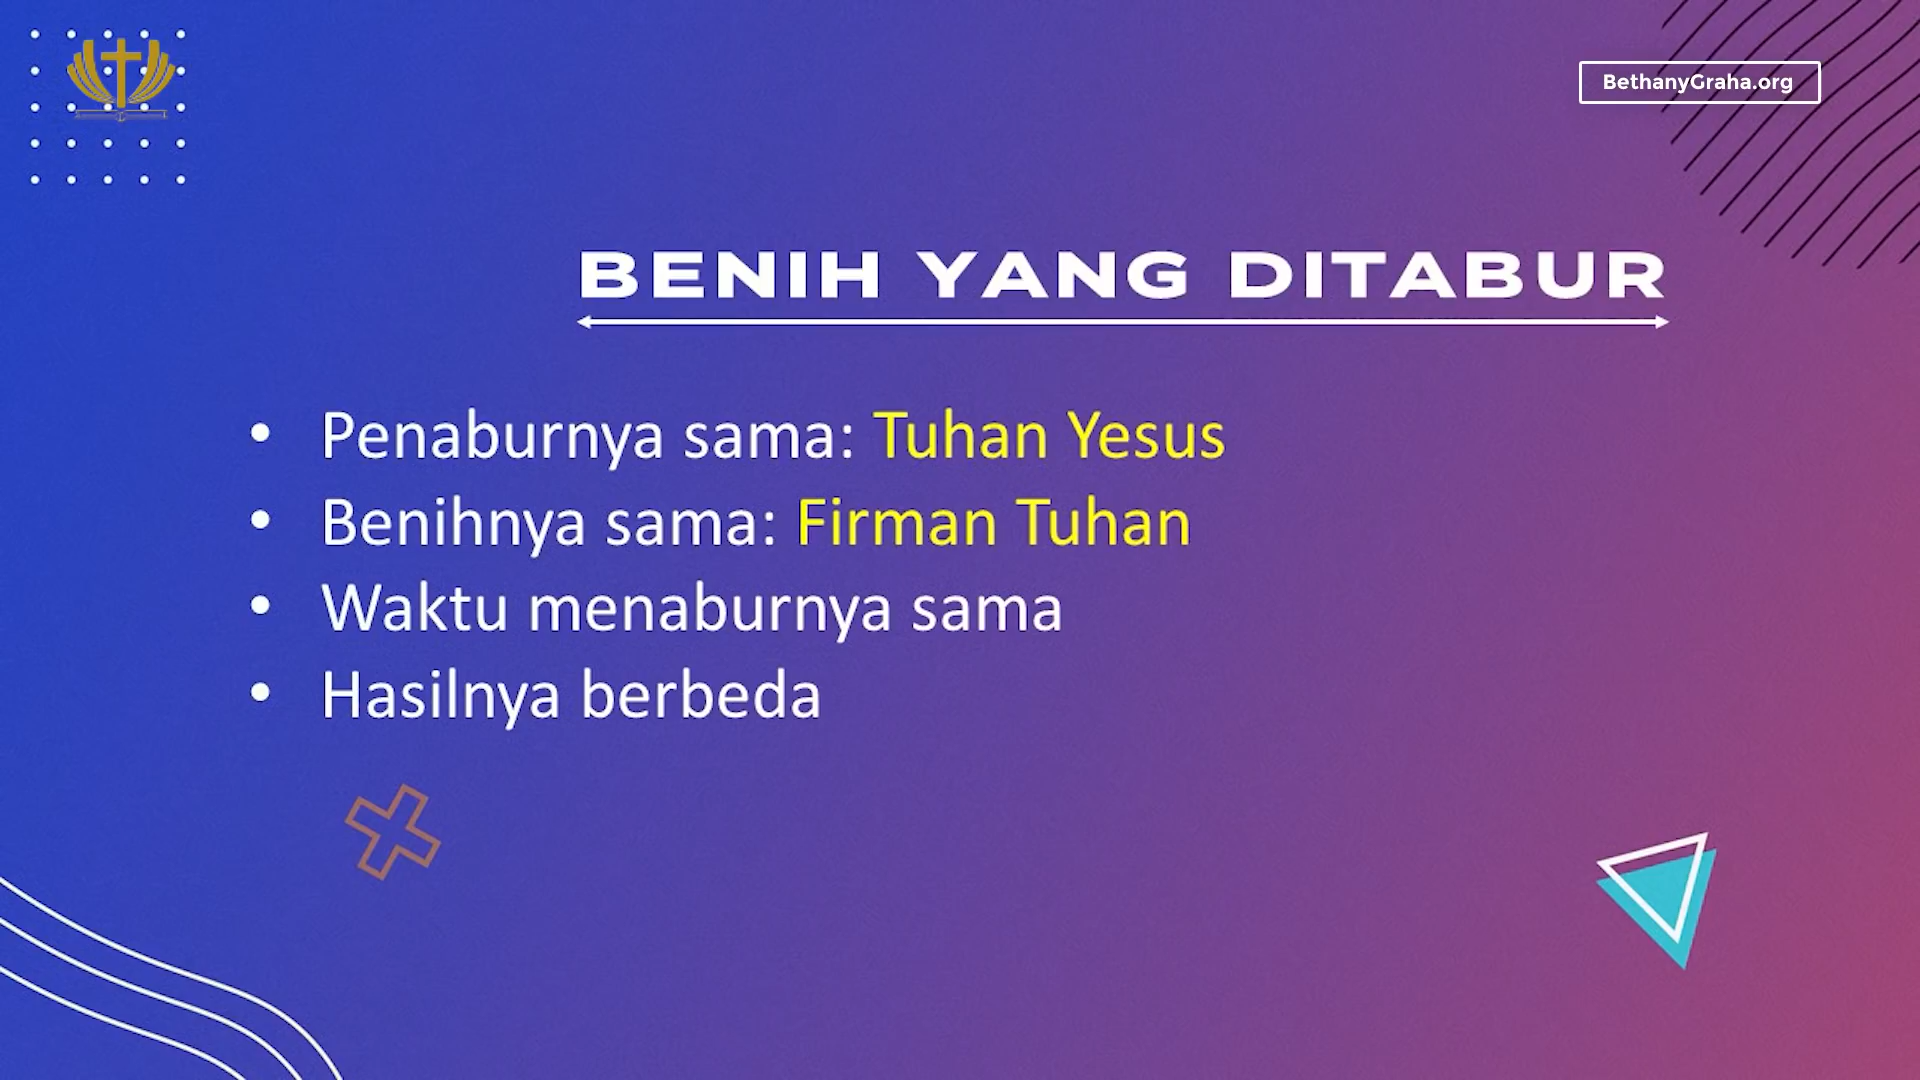 BethanyGraha.org
BENIH YANG DITABUR
• Penaburnya sama: Tuhan Yesus
• Benihnya sama: Firman Tuhan
• Waktu menaburnya sama
• Hasilnya berbeda